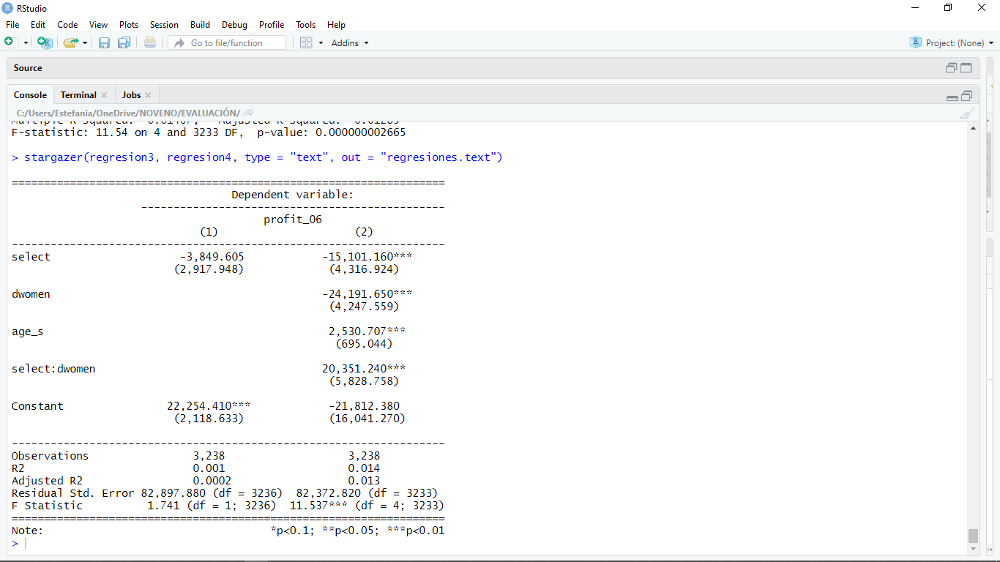 RStudio
File Edit Code View Plots Session Build Debug Profile Tools Help
Go to file/function Addins Project: (None)
Source
Console Terminal Jobs
C:/Users/Estefania/OneDrive/NOVENO/EVALUACIÓN/
F-statistic: 11.54 on 4 and 3233 DF, p-value: 0.000000002665
> stargazer(regresion3, regresion4, type = "text", out = "regresiones.text")
===================================================================
Dependent variable:
-----------------------------------------------
profit_06
(1) (2)
-------------------------------------------------------------------
select -3,849.605 -15,101.160***
(2,917.948) (4,316.924)
dwomen -24,191.650***
(4,247.559)
age_s 2,530.707***
(695.044)
select:dwomen 20,351.240***
(5,828.758)
Constant 22,254.410*** -21,812.380
(2,118.633) (16,041.270)
-------------------------------------------------------------------
Observations 3,238 3,238
R2 0.001 0.014
Adjusted R2 0.0002 0.013
Residual Std. Error 82,897.880 (df = 3236) 82,372.820 (df = 3233)
F Statistic 1.741 (df = 1; 3236) 11.537*** (df = 4; 3233)
===================================================================
Note: *p<0.1; **p<0.05; ***p<0.01
>